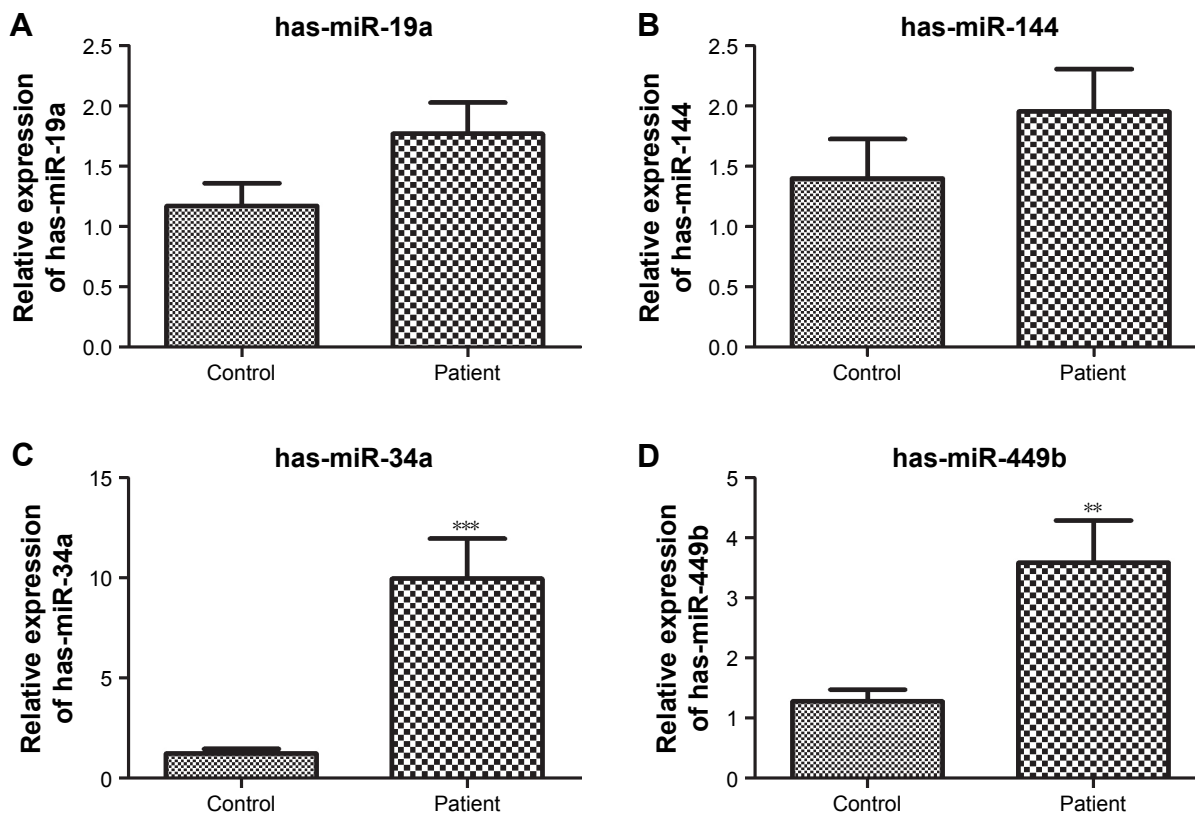 A
has-miR-19a
Relative expression
of has-miR-19a
2.5
2.0
1.5
1.0
0.5
0.0
Control
Patient
B
has-miR-144
Relative expression
of has-miR-144
2.5
2.0
1.5
1.0
0.5
0.0
Control
Patient
C
has-miR-34a
Relative expression
of has-miR-34a
15
10
5
0
***
Control
Patient
D
has-miR-449b
Relative expression
of has-miR-449b
5
4
3
2
1
0
**
Control
Patient